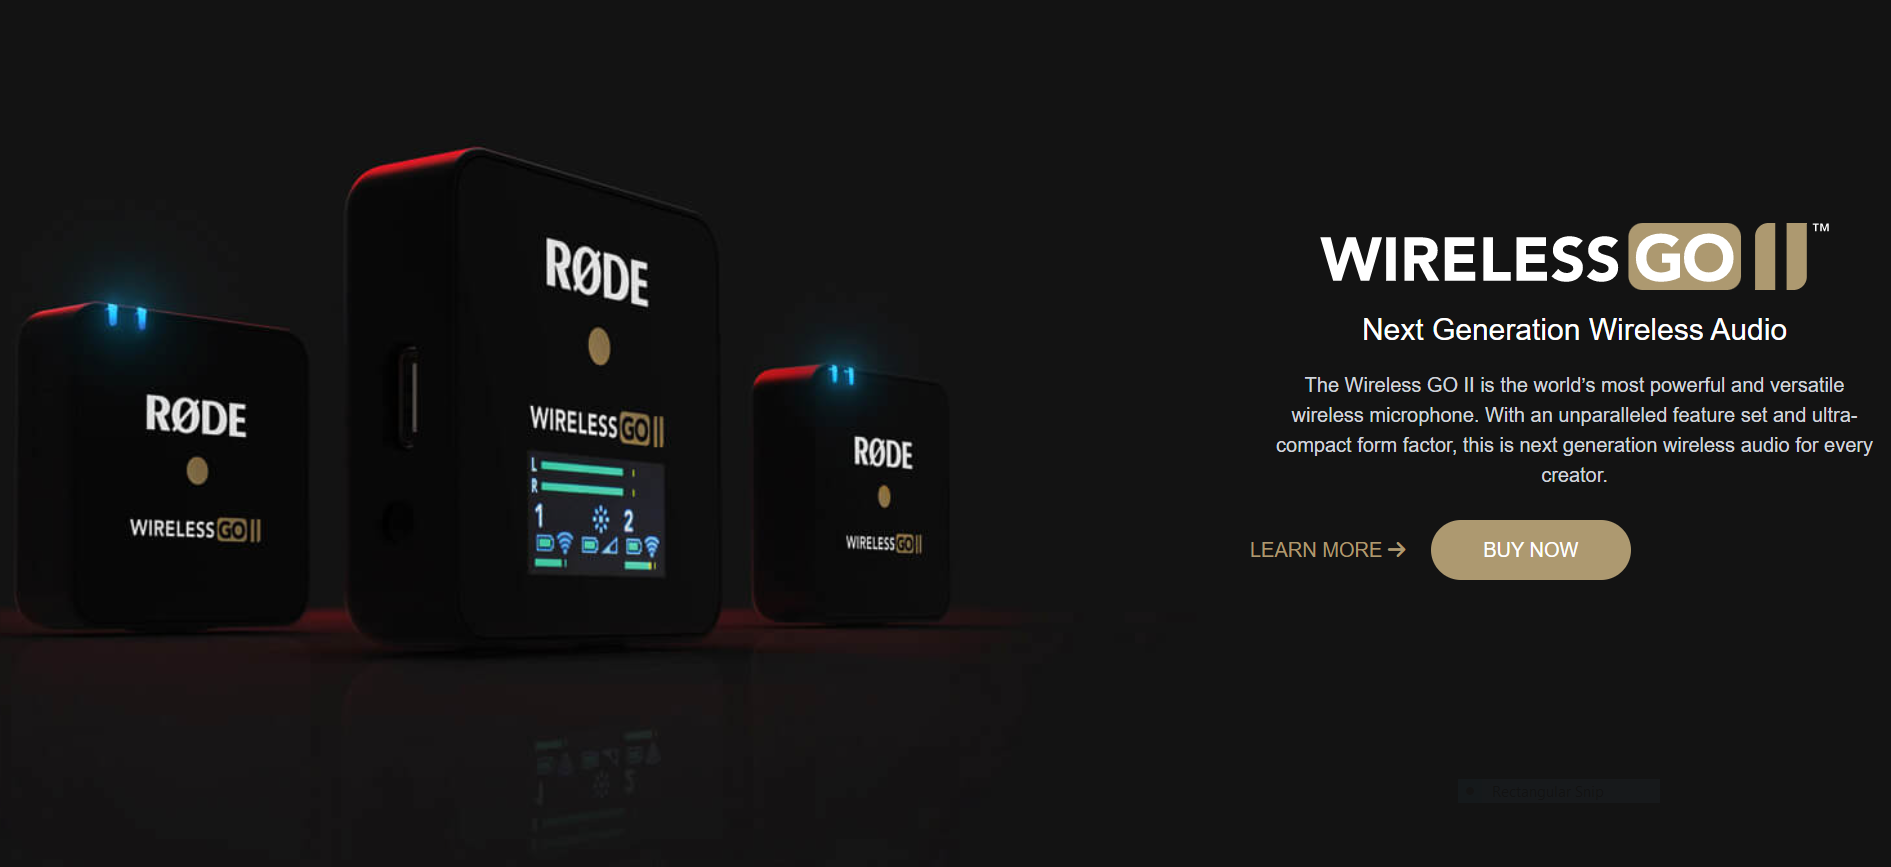 RØDE
WIRELESS GO II
RØDE
WIRELESS GO II
L
R
1 2
RØDE
WIRELESS GO II
WIRELESS GO II™
Next Generation Wireless Audio
The Wireless GO II is the world’s most powerful and versatile
wireless microphone. With an unparalleled feature set and ultra-
compact form factor, this is next generation wireless audio for every
creator.
LEARN MORE →
BUY NOW
Rectangular Snip